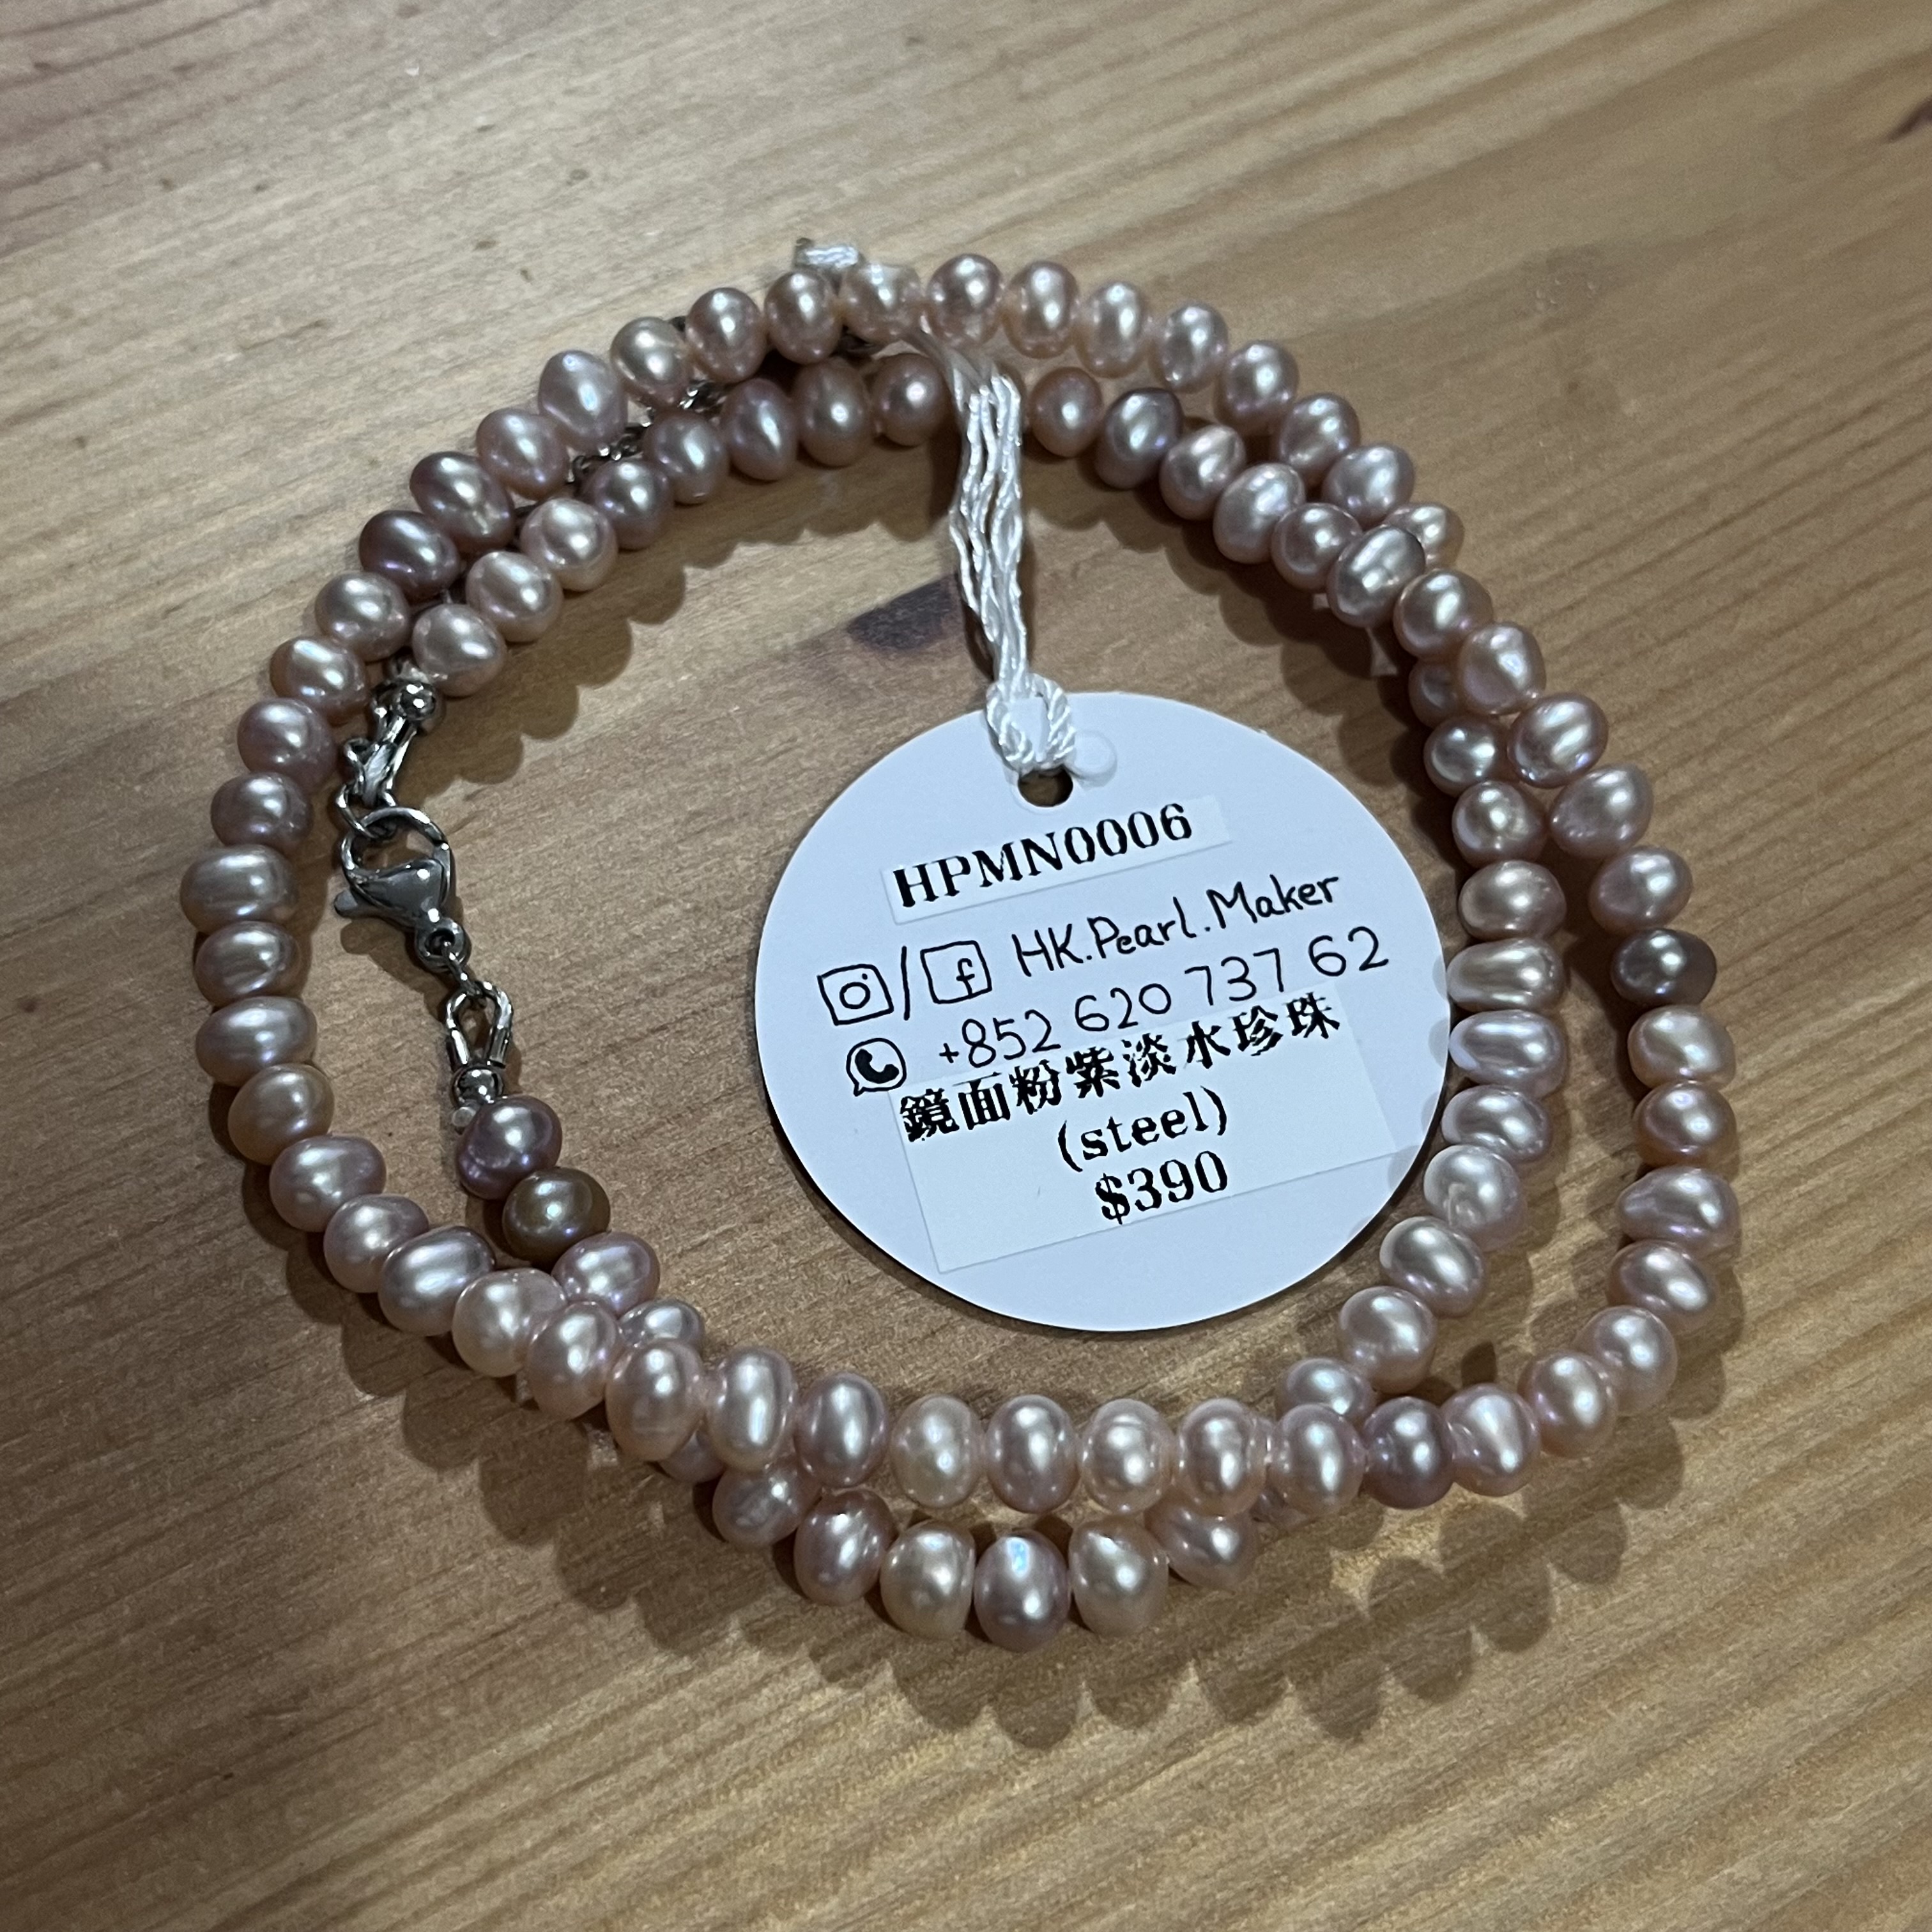 HPMN0006
HK.Pearl.Maker
+852 620 737 62
鏡面粉紫淡水珍珠
(steel)
$390